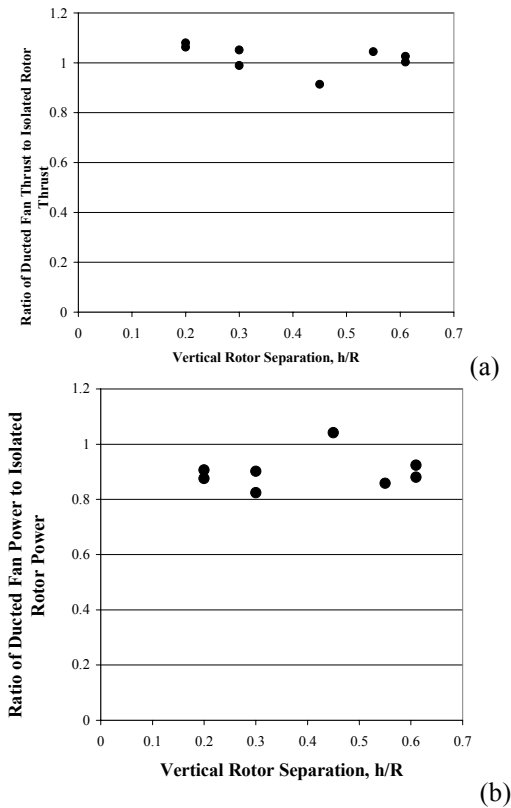 Ratio of Ducted Fan Thrust to Isolated Rotor
Thrust
1.2
1
0.8
0.6
0.4
0.2
0
0 0.1 0.2 0.3 0.4 0.5 0.6 0.7
Vertical Rotor Separation, h/R
(a)
Ratio of Ducted Fan Power to Isolated
Rotor Power
1.2
1
0.8
0.6
0.4
0.2
0
0 0.1 0.2 0.3 0.4 0.5 0.6 0.7
Vertical Rotor Separation, h/R
(b)